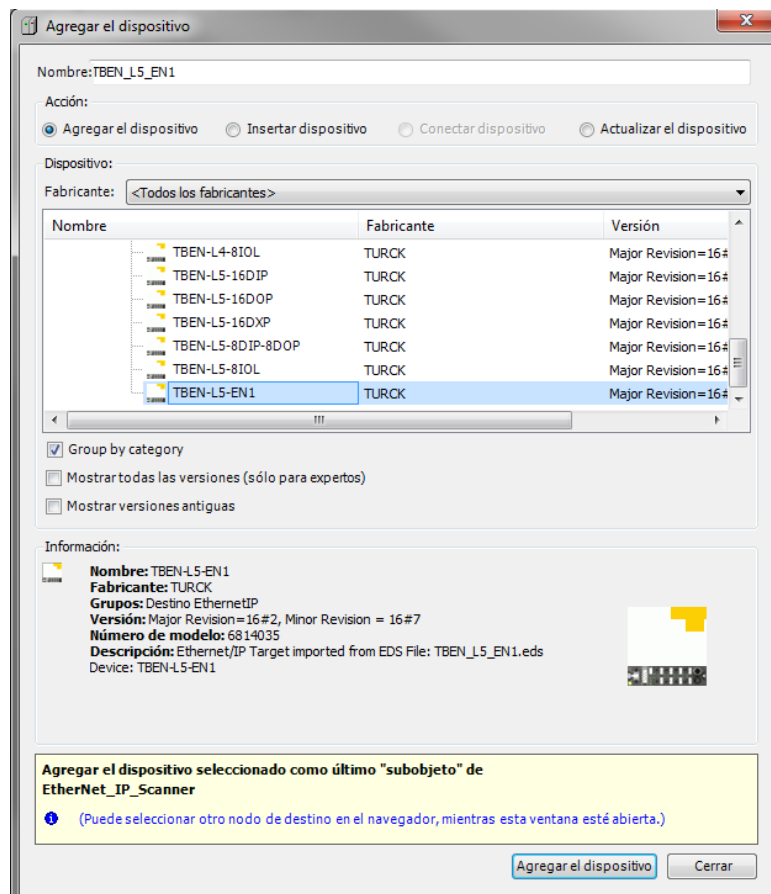 Agregar el dispositivo
Nombre:TBEN_L5_EN1
Acción:
Agregar el dispositivo Insertar dispositivo Conectar dispositivo Actualizar el dispositivo
Dispositivo:
Fabricante: <Todos los fabricantes>
Nombre Fabricante Versión
TBEN-L4-8IOL TURCK Major Revision=16#
TBEN-L5-16DIP TURCK Major Revision=16#
TBEN-L5-16DOP TURCK Major Revision=16#
TBEN-L5-16DXP TURCK Major Revision=16#
TBEN-L5-8DIP-8DOP TURCK Major Revision=16#
TBEN-L5-8IOL TURCK Major Revision=16#
TBEN-L5-EN1 TURCK Major Revision=16#
Group by category
Mostrar todas las versiones (sólo para expertos)
Mostrar versiones antiguas
Información:
Nombre: TBEN-L5-EN1
Fabricante: TURCK
Grupos: Destino EthernetIP
Versión: Major Revision=16#2, Minor Revision = 16#7
Número de modelo: 6814035
Descripción: Ethernet/IP Target imported from EDS File: TBEN_L5_EN1.eds
Device: TBEN-L5-EN1
Agregar el dispositivo seleccionado como último "subobjeto" de
EtherNet_IP_Scanner
(Puede seleccionar otro nodo de destino en el navegador, mientras esta ventana esté abierta.)
Agregar el dispositivo Cerrar